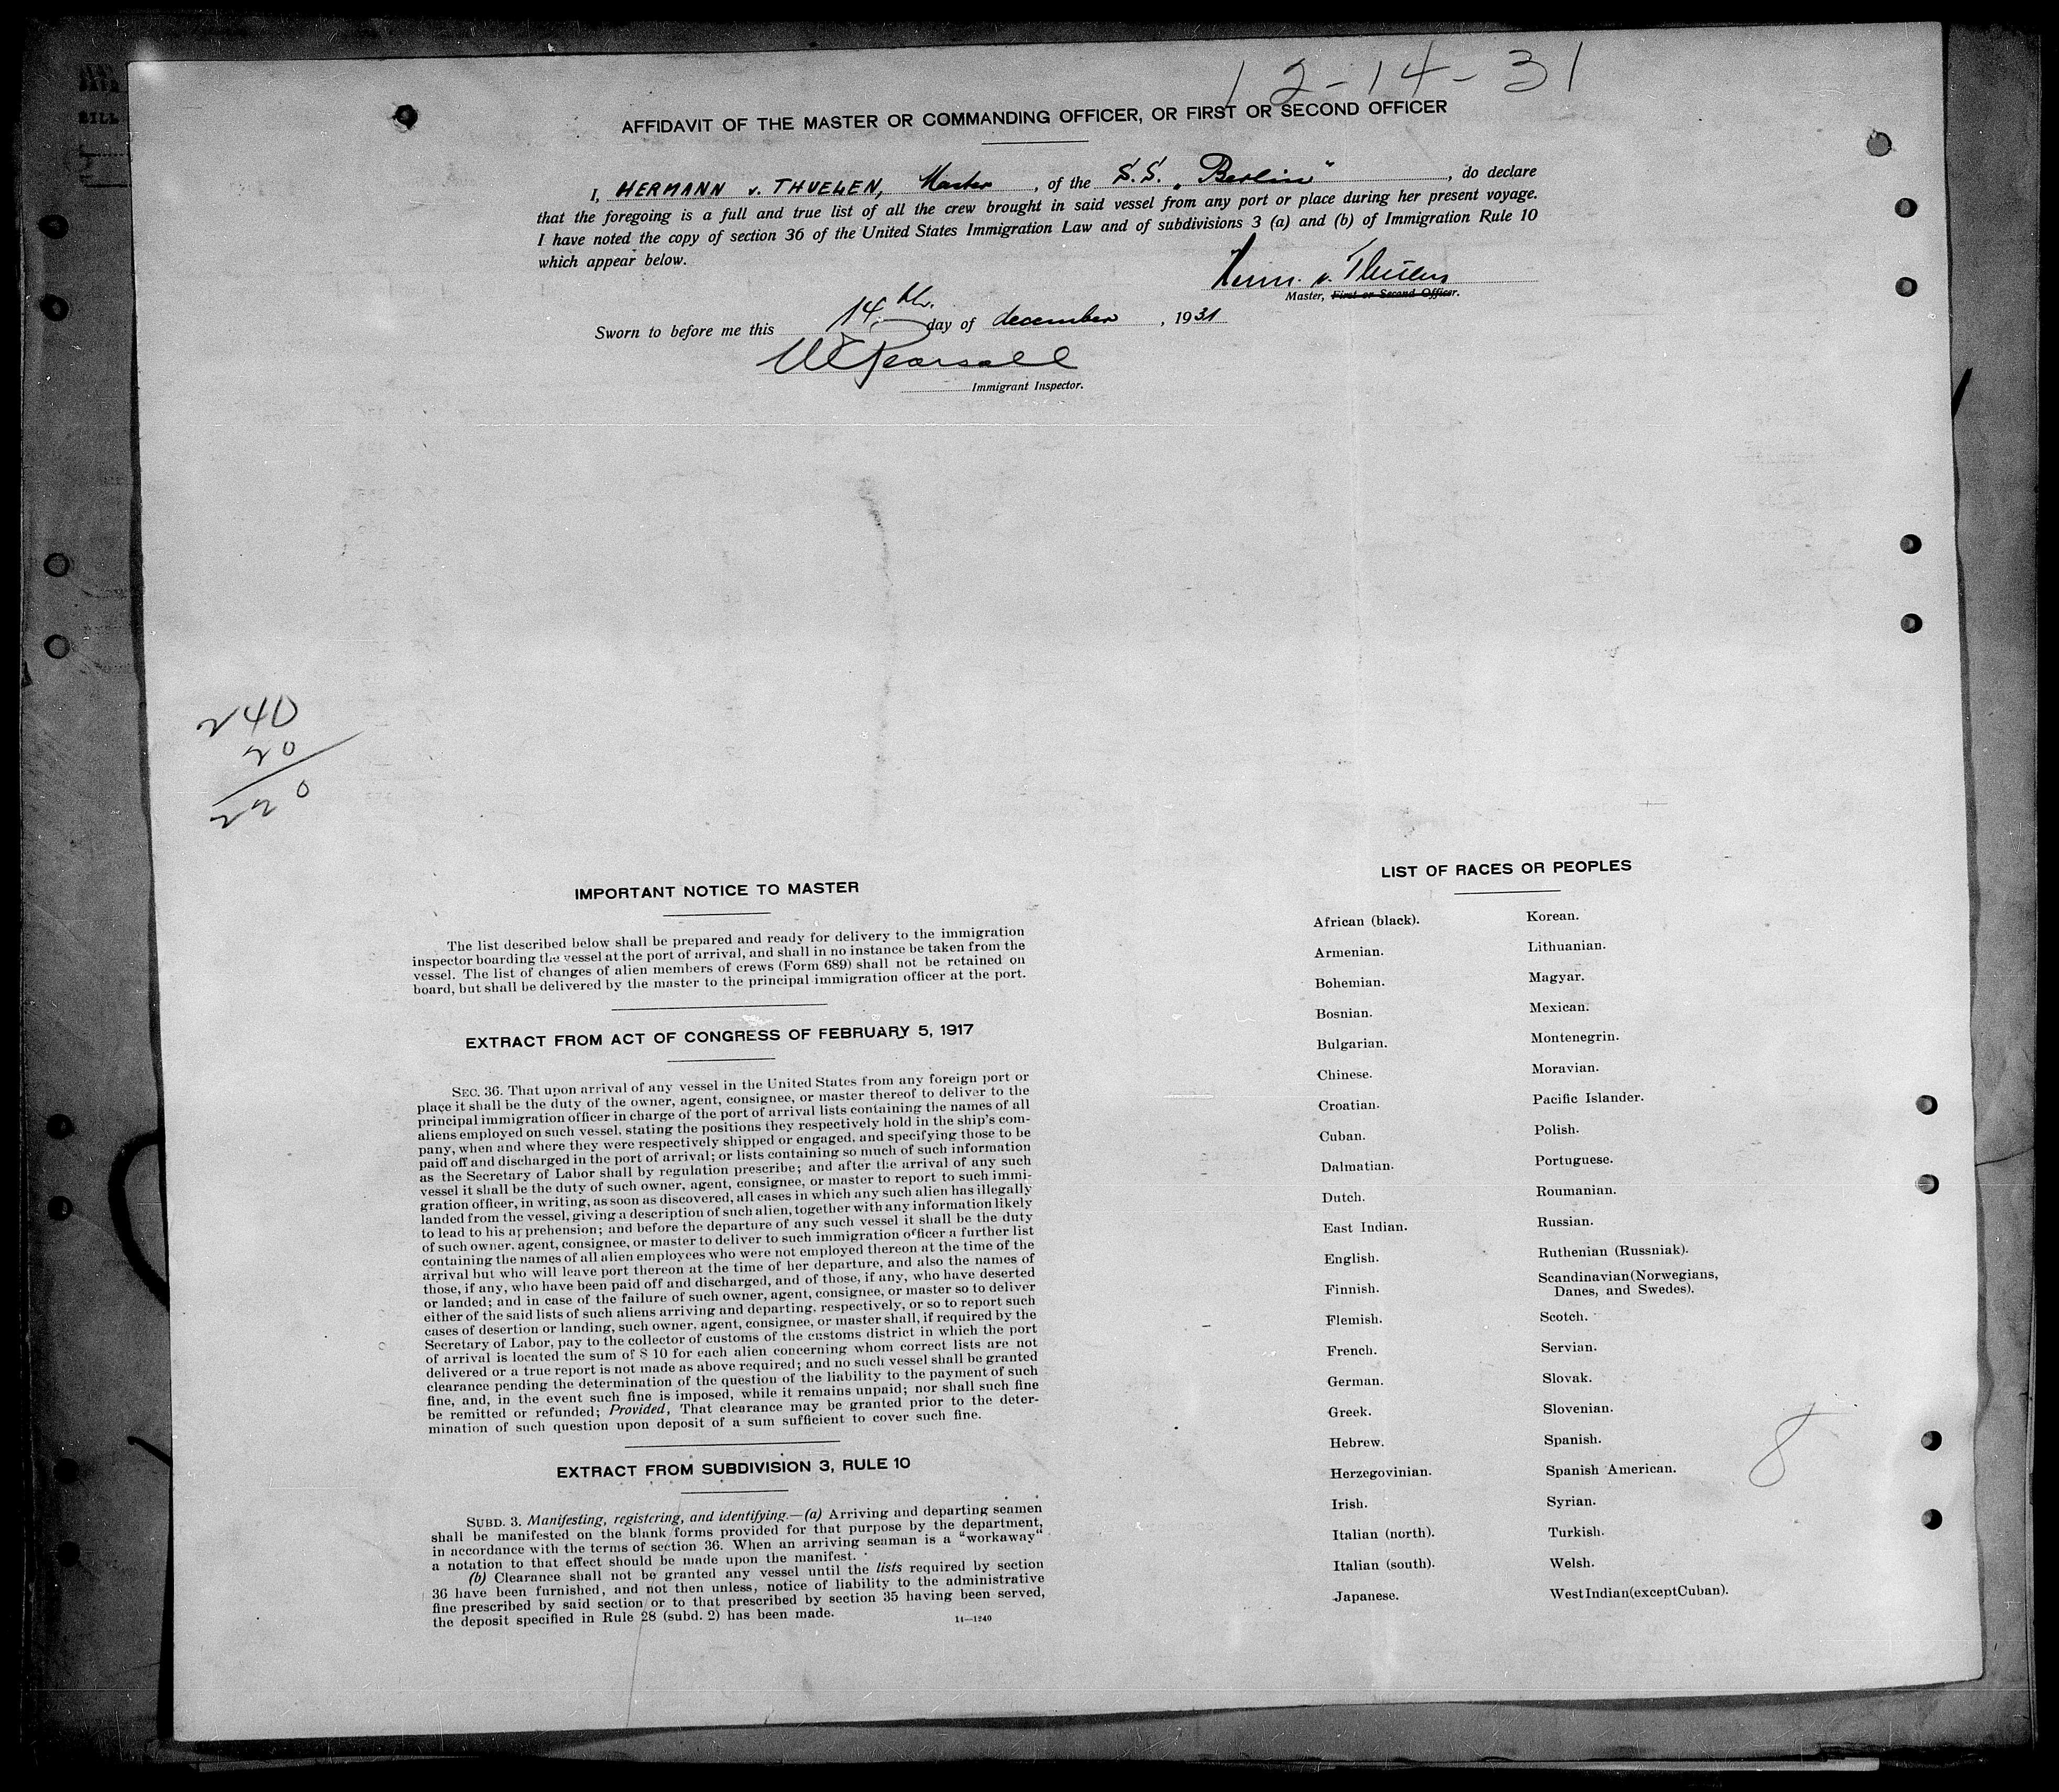 12-14-31
AFFIDAVIT OF THE MASTER OR COMMANDING OFFICER, OR FIRST OR SECOND OFFICER
I, HERMANN v. THUELEN, Master, of the S.S. „Berlin“, do declare
that the foregoing is a full and true list of all the crew brought in said vessel from any port or place during her present voyage.
I have noted the copy of section 36 of the United States Immigration Law and of subdivisions 3 (a) and (b) of Immigration Rule 10
which appear below.
Herm. v. Thülen
Master, First or Second Officer.
Sworn to before me this 14th. day of december, 1931
Pearsall
Immigrant Inspector.
240
20
220
IMPORTANT NOTICE TO MASTER
The list described below shall be prepared and ready for delivery to the immigration
inspector boarding the vessel at the port of arrival, and shall in no instance be taken from the
vessel. The list of changes of alien members of crews (Form 689) shall not be retained on
board, but shall be delivered by the master to the principal immigration officer at the port.
EXTRACT FROM ACT OF CONGRESS OF FEBRUARY 5, 1917
SEC. 36. That upon arrival of any vessel in the United States from any foreign port or
place it shall be the duty of the owner, agent, consignee, or master thereof to deliver to the
principal immigration officer in charge of the port of arrival lists containing the names of all
aliens employed on such vessel, stating the positions they respectively hold in the ship's com-
pany, when and where they were respectively shipped or engaged, and specifying those to be
paid off and discharged in the port of arrival; or lists containing so much of such information
as the Secretary of Labor shall by regulation prescribe; and after the arrival of any such
vessel it shall be the duty of such owner, agent, consignee, or master to report to such immi-
gration officer, in writing, as soon as discovered, all cases in which any such alien has illegally
landed from the vessel, giving a description of such alien, together with any information likely
to lead to his apprehension; and before the departure of any such vessel it shall be the duty
of such owner, agent, consignee, or master to deliver to such immigration officer a further list
containing the names of all alien employees who were not employed thereon at the time of the
arrival but who will leave port thereon at the time of her departure, and also the names of
those, if any, who have been paid off and discharged, and of those, if any, who have deserted
or landed; and in case of the failure of such owner, agent, consignee, or master so to deliver
either of the said lists of such aliens arriving and departing, respectively, or so to report such
cases of desertion or landing, such owner, agent, consignee, or master shall, if required by the
Secretary of Labor, pay to the collector of customs of the customs district in which the port
of arrival is located the sum of $ 10 for each alien concerning whom correct lists are not
delivered or a true report is not made as above required; and no such vessel shall be granted
clearance pending the determination of the question of the liability to the payment of such
fine, and, in the event such fine is imposed, while it remains unpaid; nor shall such fine
be remitted or refunded; Provided, That clearance may be granted prior to the deter-
mination of such question upon deposit of a sum sufficient to cover such fine.
EXTRACT FROM SUBDIVISION 3, RULE 10
SUBD. 3. Manifesting, registering, and identifying.—(a) Arriving and departing seamen
shall be manifested on the blank forms provided for that purpose by the department,
in accordance with the terms of section 36. When an arriving seaman is a "workaway"
a notation to that effect should be made upon the manifest.
(b) Clearance shall not be granted any vessel until the lists required by section
36 have been furnished, and not then unless, notice of liability to the administrative
fine prescribed by said section or to that prescribed by section 35 having been served,
the deposit specified in Rule 28 (subd. 2) has been made.
14—1240
LIST OF RACES OR PEOPLES
African (black).
Armenian.
Bohemian.
Bosnian.
Bulgarian.
Chinese.
Croatian.
Cuban.
Dalmatian.
Dutch.
East Indian.
English.
Finnish.
Flemish.
French.
German.
Greek.
Hebrew.
Herzegovinian.
Irish.
Italian (north).
Italian (south).
Japanese.
Korean.
Lithuanian.
Magyar.
Mexican.
Montenegrin.
Moravian.
Pacific Islander.
Polish.
Portuguese.
Roumanian.
Russian.
Ruthenian (Russniak).
Scandinavian (Norwegians,
Danes, and Swedes).
Scotch.
Servian.
Slovak.
Slovenian.
Spanish.
Spanish American.
Syrian.
Turkish.
Welsh.
West Indian (except Cuban).
8
BILL